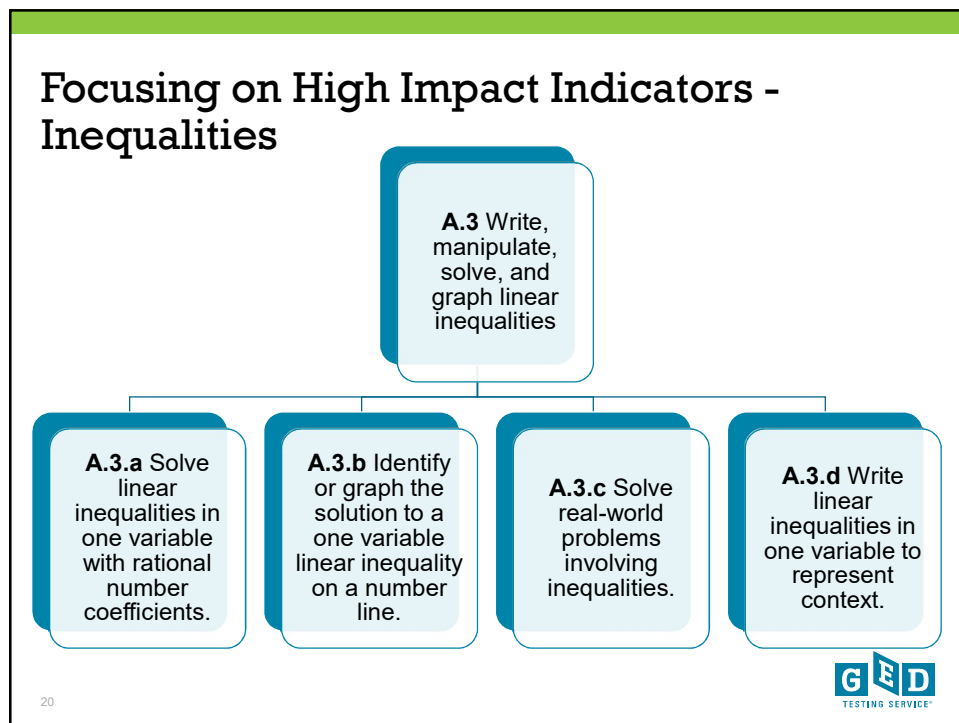 Focusing on High Impact Indicators -
Inequalities
A.3 Write,
manipulate,
solve, and
graph linear
inequalities
A.3.a Solve
linear
inequalities in
one variable
with rational
number
coefficients.
A.3.b Identify
or graph the
solution to a
one variable
linear inequality
on a number
line.
A.3.c Solve
real-world
problems
involving
inequalities.
A.3.d Write
linear
inequalities in
one variable to
represent
context.
20
GED
TESTING SERVICE®